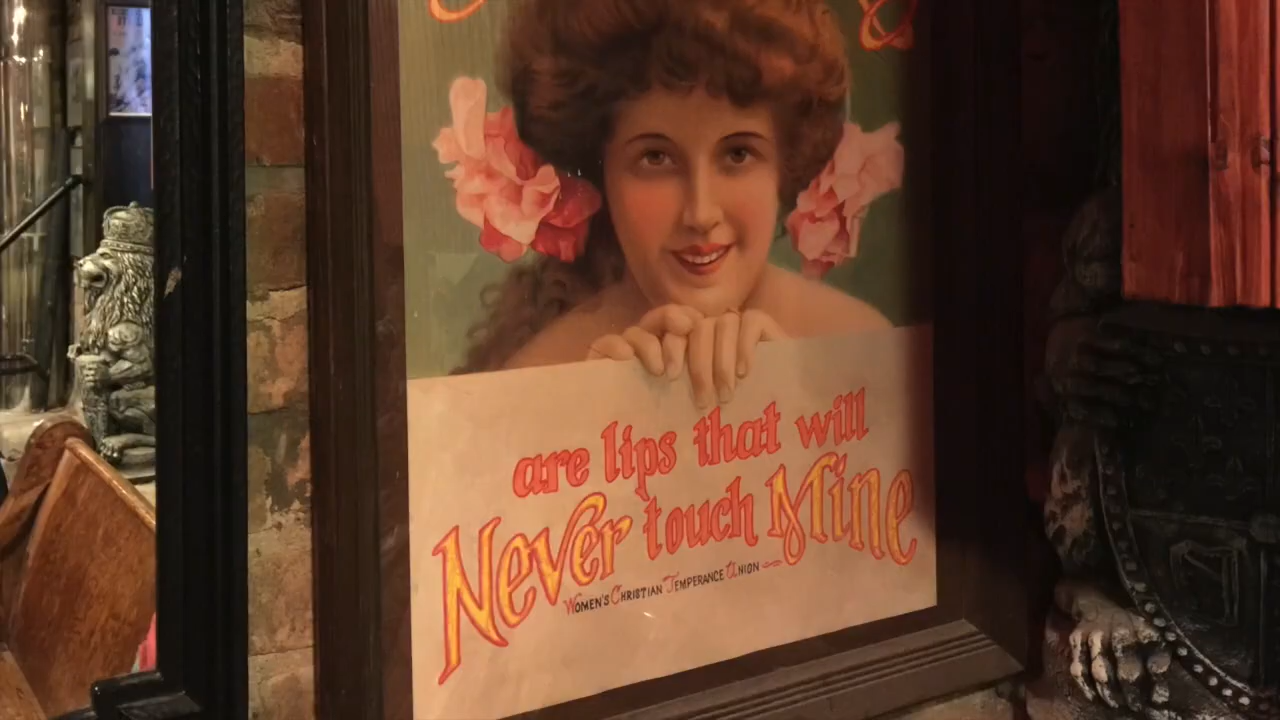 are lips that will
Never touch Mine
Women's Christian Temperance Union